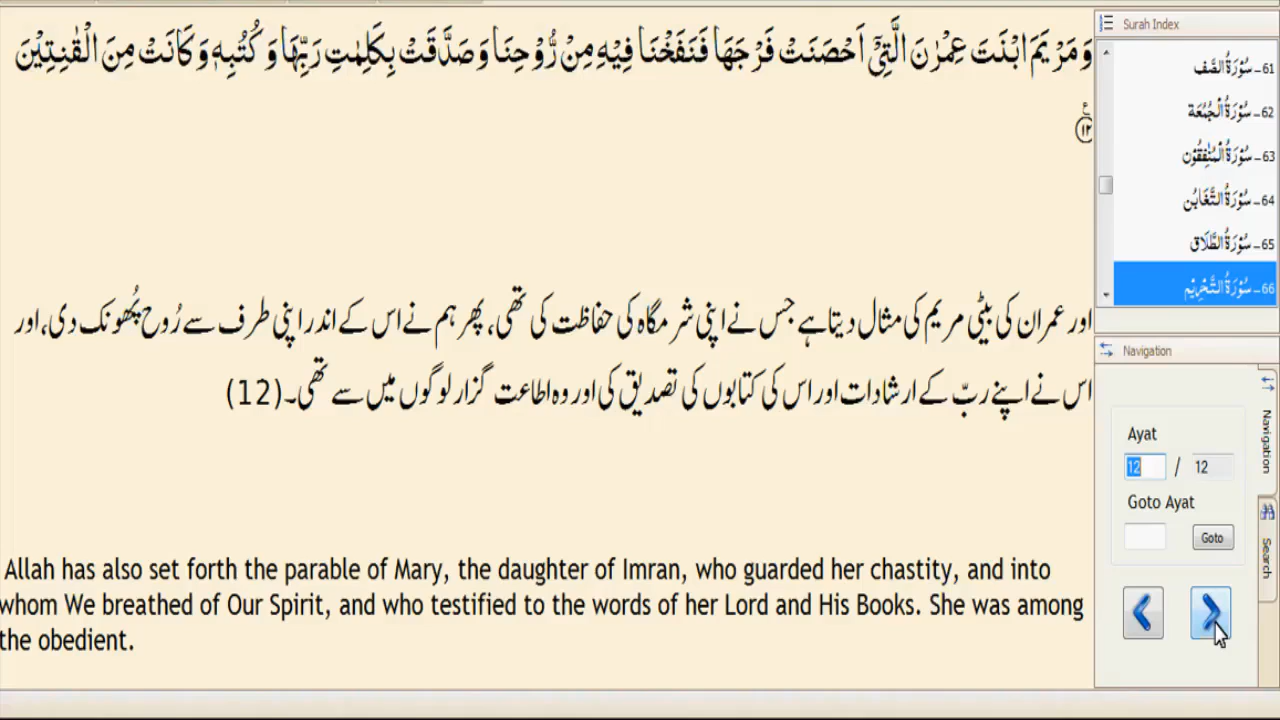 وَ مَرْيَمَ ابْنَتَ عِمْرٰنَ الَّتِيْۤ اَحْصَنَتْ فَرْجَهَا فَنَفَخْنَا فِيْهِ مِنْ رُّوْحِنَا وَ صَدَّقَتْ بِكَلِمٰتِ رَبِّهَا وَ كُتُبِهٖ وَ كَانَتْ مِنَ الْقٰنِتِيْنَ
ع ۱۲
اور عمران کی بیٹی مریم کی مثال دیتا ہے جس نے اپنی شرمگاہ کی حفاظت کی تھی، پھر ہم نے اس کے اندر اپنی طرف سے رُوح پُھونک دی، اور
اس نے اپنے ربّ کے ارشادات اور اس کی کتابوں کی تصدیق کی اور وہ اطاعت گزار لوگوں میں سے تھی۔(12)
Allah has also set forth the parable of Mary, the daughter of Imran, who guarded her chastity, and into
whom We breathed of Our Spirit, and who testified to the words of her Lord and His Books. She was among
the obedient.
Surah Index
61- سُوْرَةُ الصَّف
62- سُوْرَةُ الْجُمُعَة
63- سُوْرَةُ الْمُنٰفِقُوْن
64- سُوْرَةُ التَّغَابُن
65- سُوْرَةُ الطَّلَاق
66- سُوْرَةُ التَّحْرِيْم
Navigation
Ayat
12 / 12
Goto Ayat
Goto
Navigation
Search